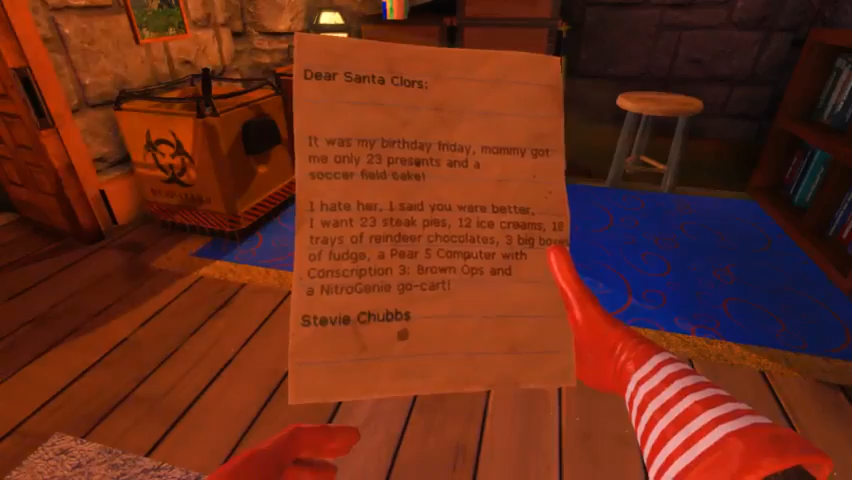 Dear Santa Clors:
It was my birthday friday, mommy got
me only 23 presents and a
soccer field cake!
I hate her, I said you were better,
I want 23 steak pies, 12 ice creams, 18
trays of reindeer chocolates, 3 big boxes
of fudge, a Pear 5 Computer with
Conscription 3: Brown Ops and
a NitroGenie go-cart!
Stevie Chubbs